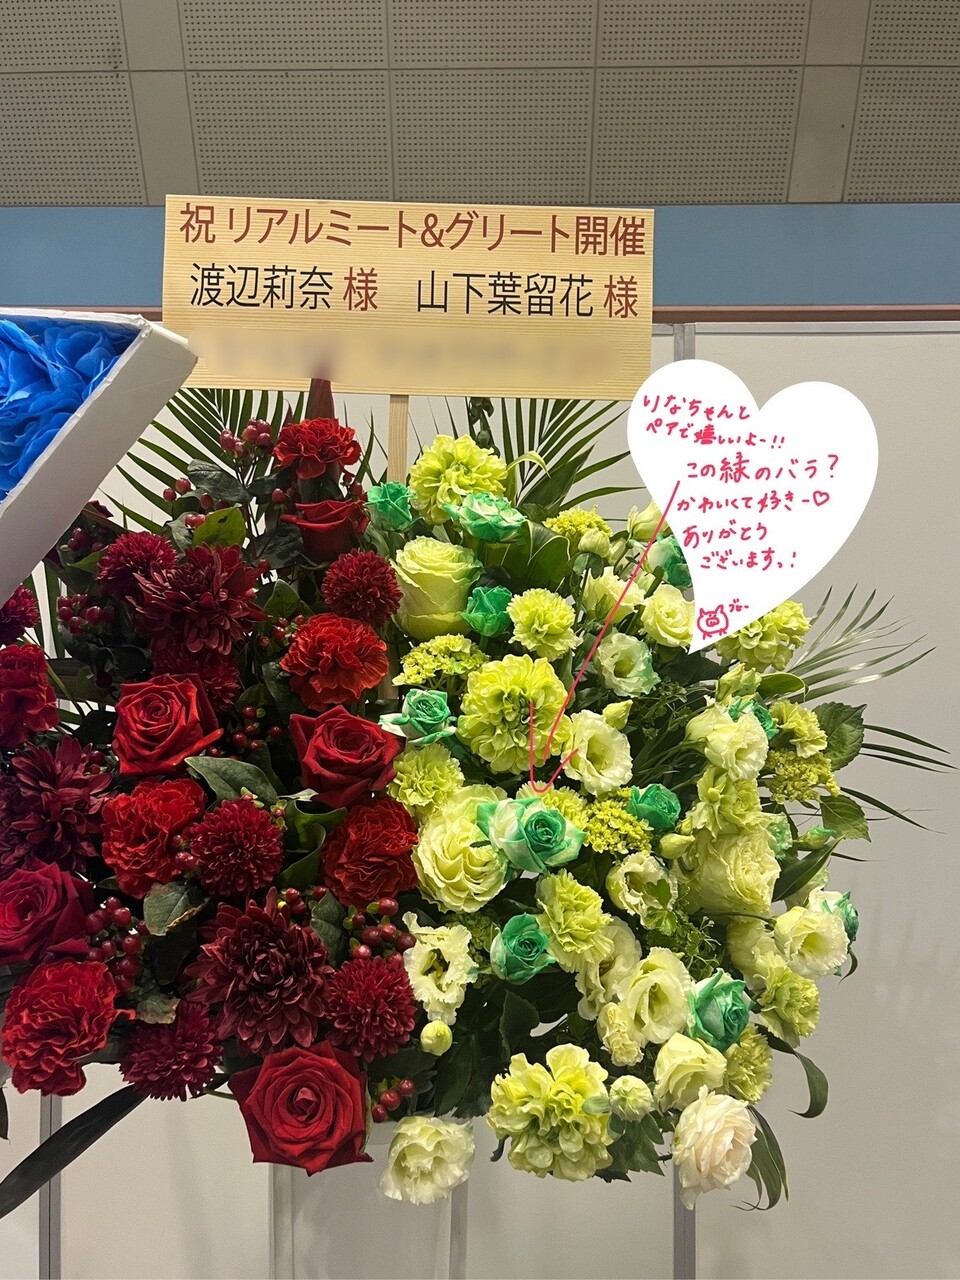 祝 リアルミート&グリート開催
渡辺莉奈 様　山下葉留花 様
りなちゃんと
ペアで嬉しいよー!!
この緑のバラ?
かわいくて好きー♡
ありがとう
ございますっ!
ブヒー